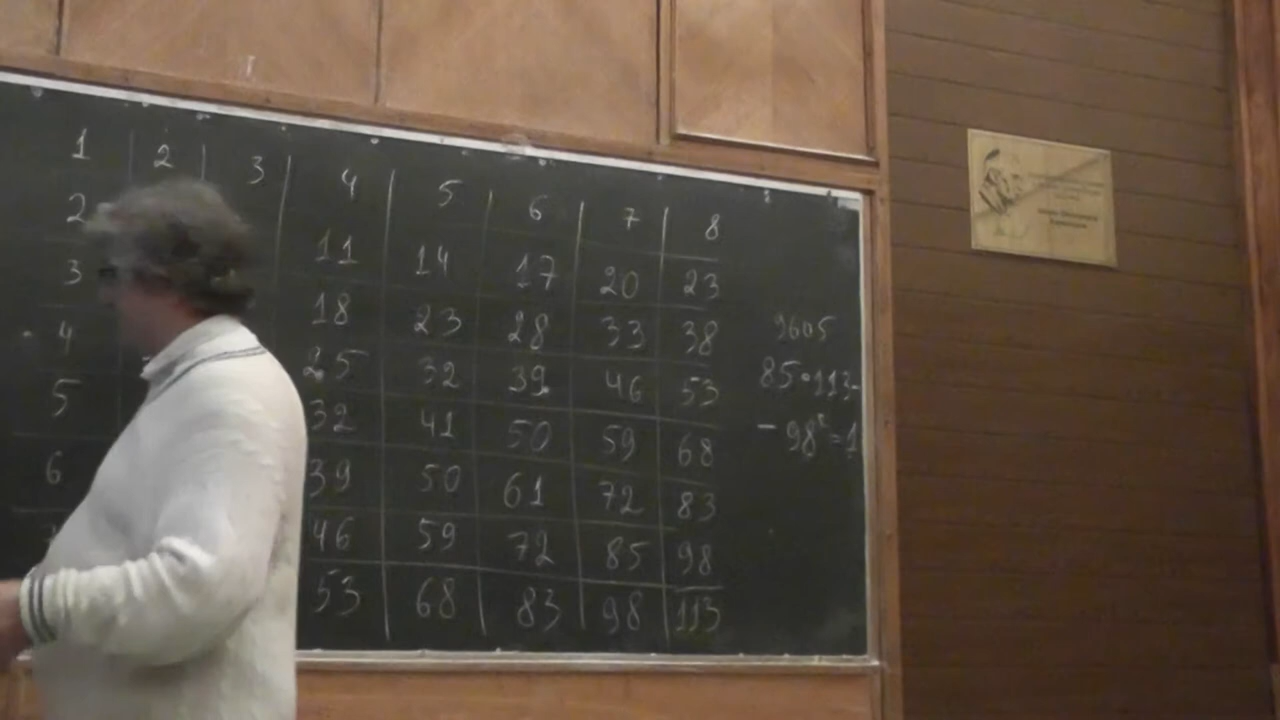 1 2 3 4 5 6 7 8
2 11 14 17 20 23
3 18 23 28 33 38
4 25 32 39 46 53
5 32 41 50 59 68
6 39 50 61 72 83
46 59 72 85 98
53 68 83 98 113
9605
85•113-
- 98²=1